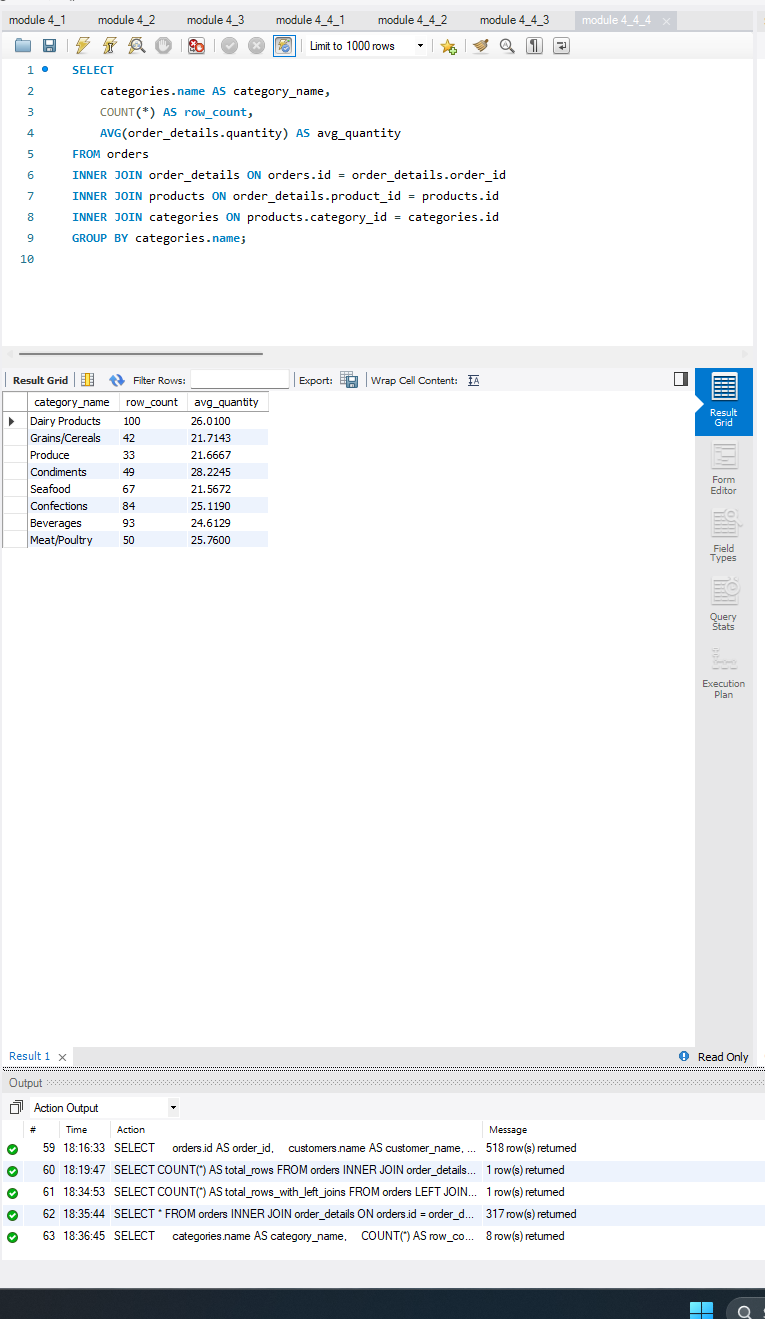 module 4_1 module 4_2 module 4_3 module 4_4_1 module 4_4_2 module 4_4_3 module 4_4_4
Limit to 1000 rows
1 SELECT
2 categories.name AS category_name,
3 COUNT(*) AS row_count,
4 AVG(order_details.quantity) AS avg_quantity
5 FROM orders
6 INNER JOIN order_details ON orders.id = order_details.order_id
7 INNER JOIN products ON order_details.product_id = products.id
8 INNER JOIN categories ON products.category_id = categories.id
9 GROUP BY categories.name;
10
Result Grid Filter Rows: Export: Wrap Cell Content:
category_name row_count avg_quantity
Dairy Products 100 26.0100
Grains/Cereals 42 21.7143
Produce 33 21.6667
Condiments 49 28.2245
Seafood 67 21.5672
Confections 84 25.1190
Beverages 93 24.6129
Meat/Poultry 50 25.7600
Result
Grid
Form
Editor
Field
Types
Query
Stats
Execution
Plan
Result 1 Read Only
Output
Action Output
# Time Action Message
59 18:16:33 SELECT orders.id AS order_id, customers.name AS customer_name, ... 518 row(s) returned
60 18:19:47 SELECT COUNT(*) AS total_rows FROM orders INNER JOIN order_details... 1 row(s) returned
61 18:34:53 SELECT COUNT(*) AS total_rows_with_left_joins FROM orders LEFT JOIN... 1 row(s) returned
62 18:35:44 SELECT * FROM orders INNER JOIN order_details ON orders.id = order_d... 317 row(s) returned
63 18:36:45 SELECT categories.name AS category_name, COUNT(*) AS row_co... 8 row(s) returned